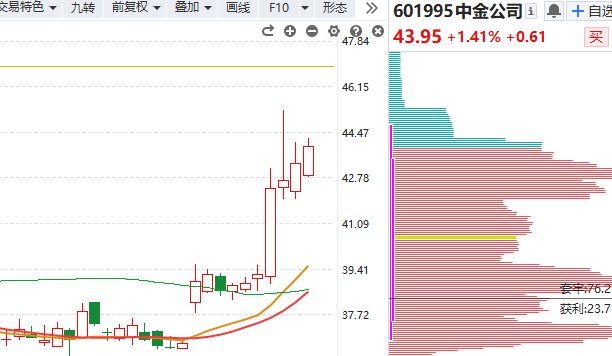 交易特色 九转 前复权 叠加 画线 F10 形态
601995中金公司 自选
43.95 +1.41% +0.61 买
47.84
46.15
44.47
42.78
41.09
39.41
37.72
套牢:76.2
获利:23.7